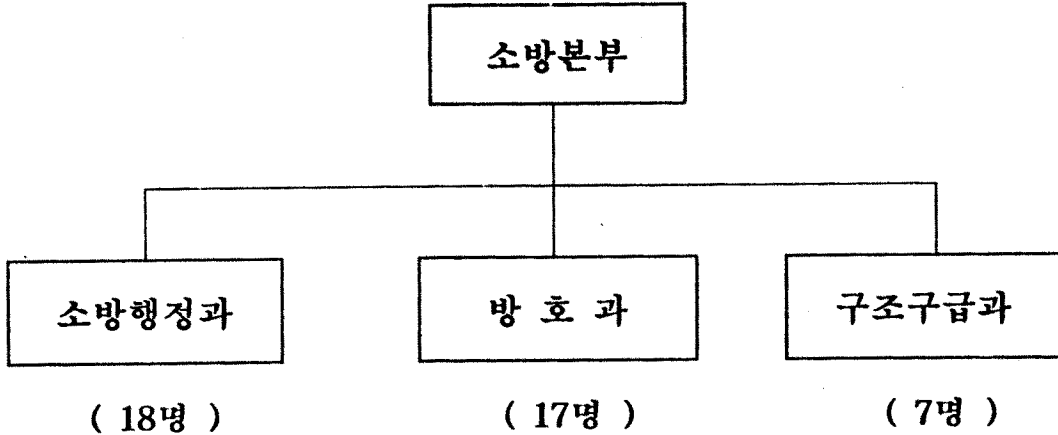 소방본부
소방행정과
방 호 과
구조구급과
( 18명 )
( 17명 )
( 7명 )